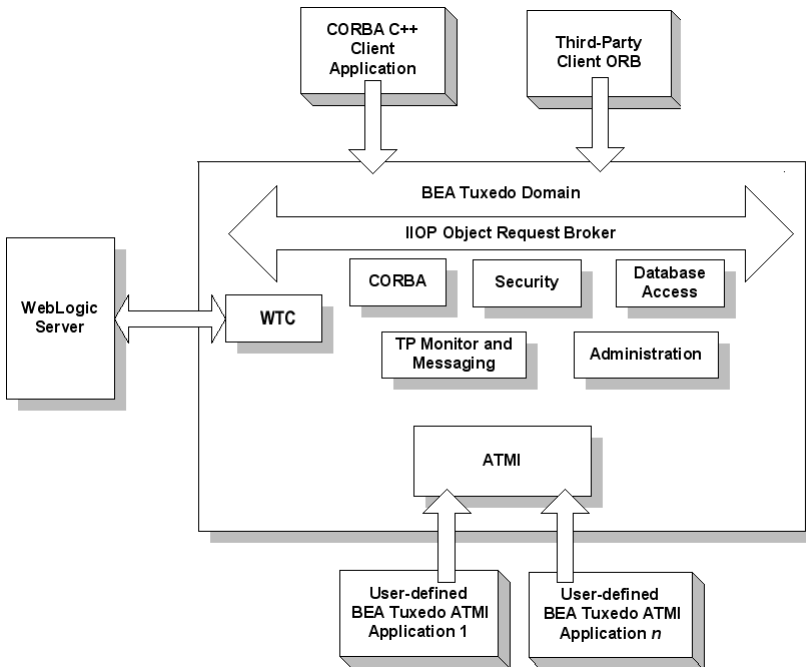 CORBA C++
Client
Application
Third-Party
Client ORB
BEA Tuxedo Domain
IIOP Object Request Broker
CORBA
Security
Database
Access
WebLogic
Server
WTC
TP Monitor and
Messaging
Administration
ATMI
User-defined
BEA Tuxedo ATMI
Application 1
User-defined
BEA Tuxedo ATMI
Application n